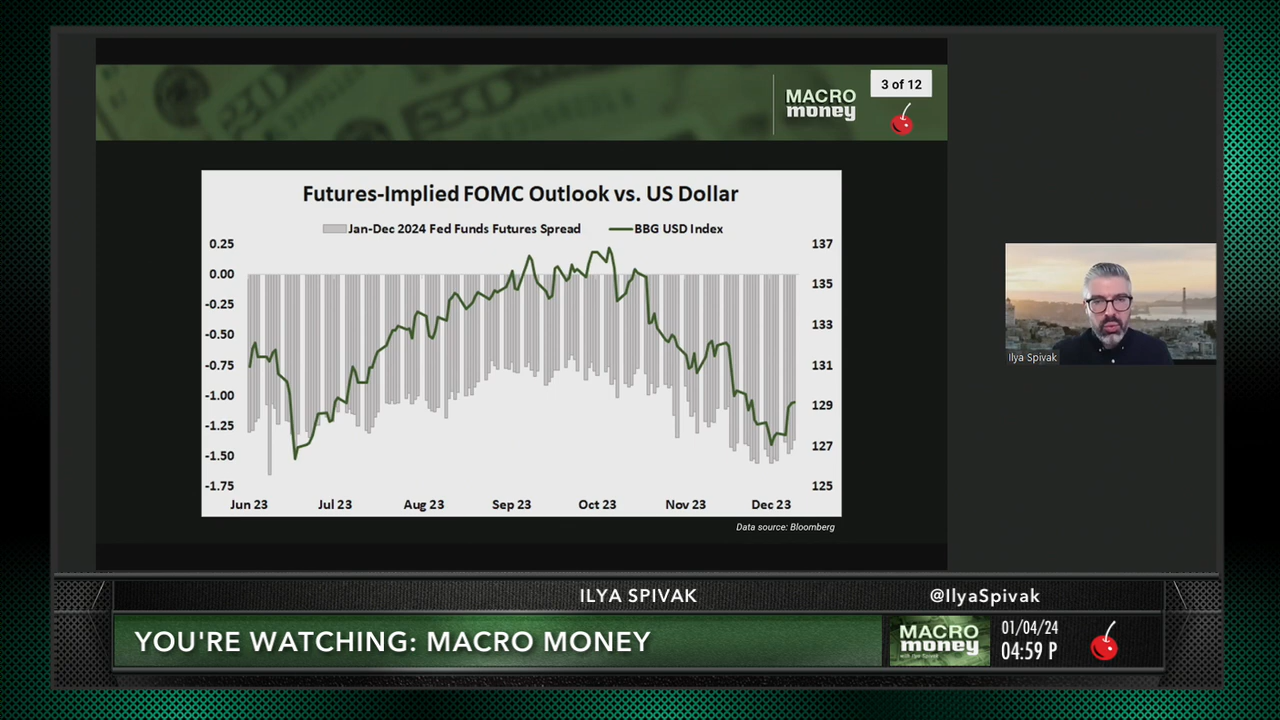 MACRO
money
3 of 12
Futures-Implied FOMC Outlook vs. US Dollar
Jan-Dec 2024 Fed Funds Futures Spread
BBG USD Index
0.25
0.00
-0.25
-0.50
-0.75
-1.00
-1.25
-1.50
-1.75
137
135
133
131
129
127
125
Jun 23
Jul 23
Aug 23
Sep 23
Oct 23
Nov 23
Dec 23
Data source: Bloomberg
Ilya Spivak
ILYA SPIVAK
@IlyaSpivak
YOU'RE WATCHING: MACRO MONEY
MACRO
money
with Ilya Spivak
01/04/24
04:59 P